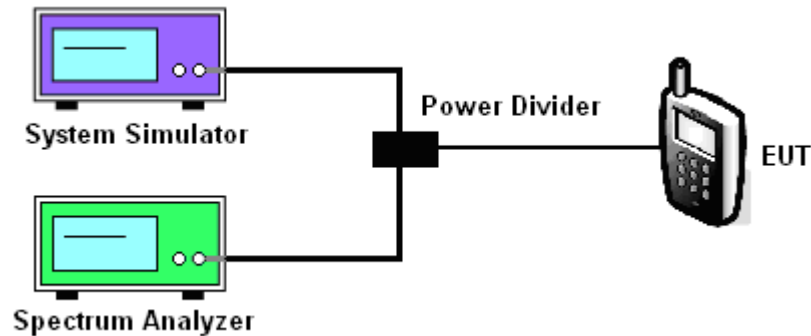 System Simulator
Power Divider
EUT
Spectrum Analyzer